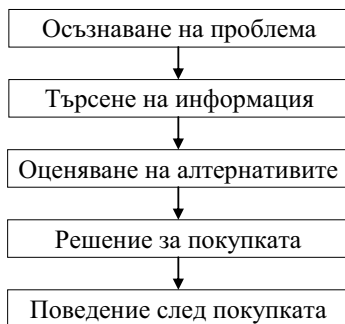 Осъзнаване на проблема
Търсене на информация
Оценяване на алтернативите
Решение за покупката
Поведение след покупката